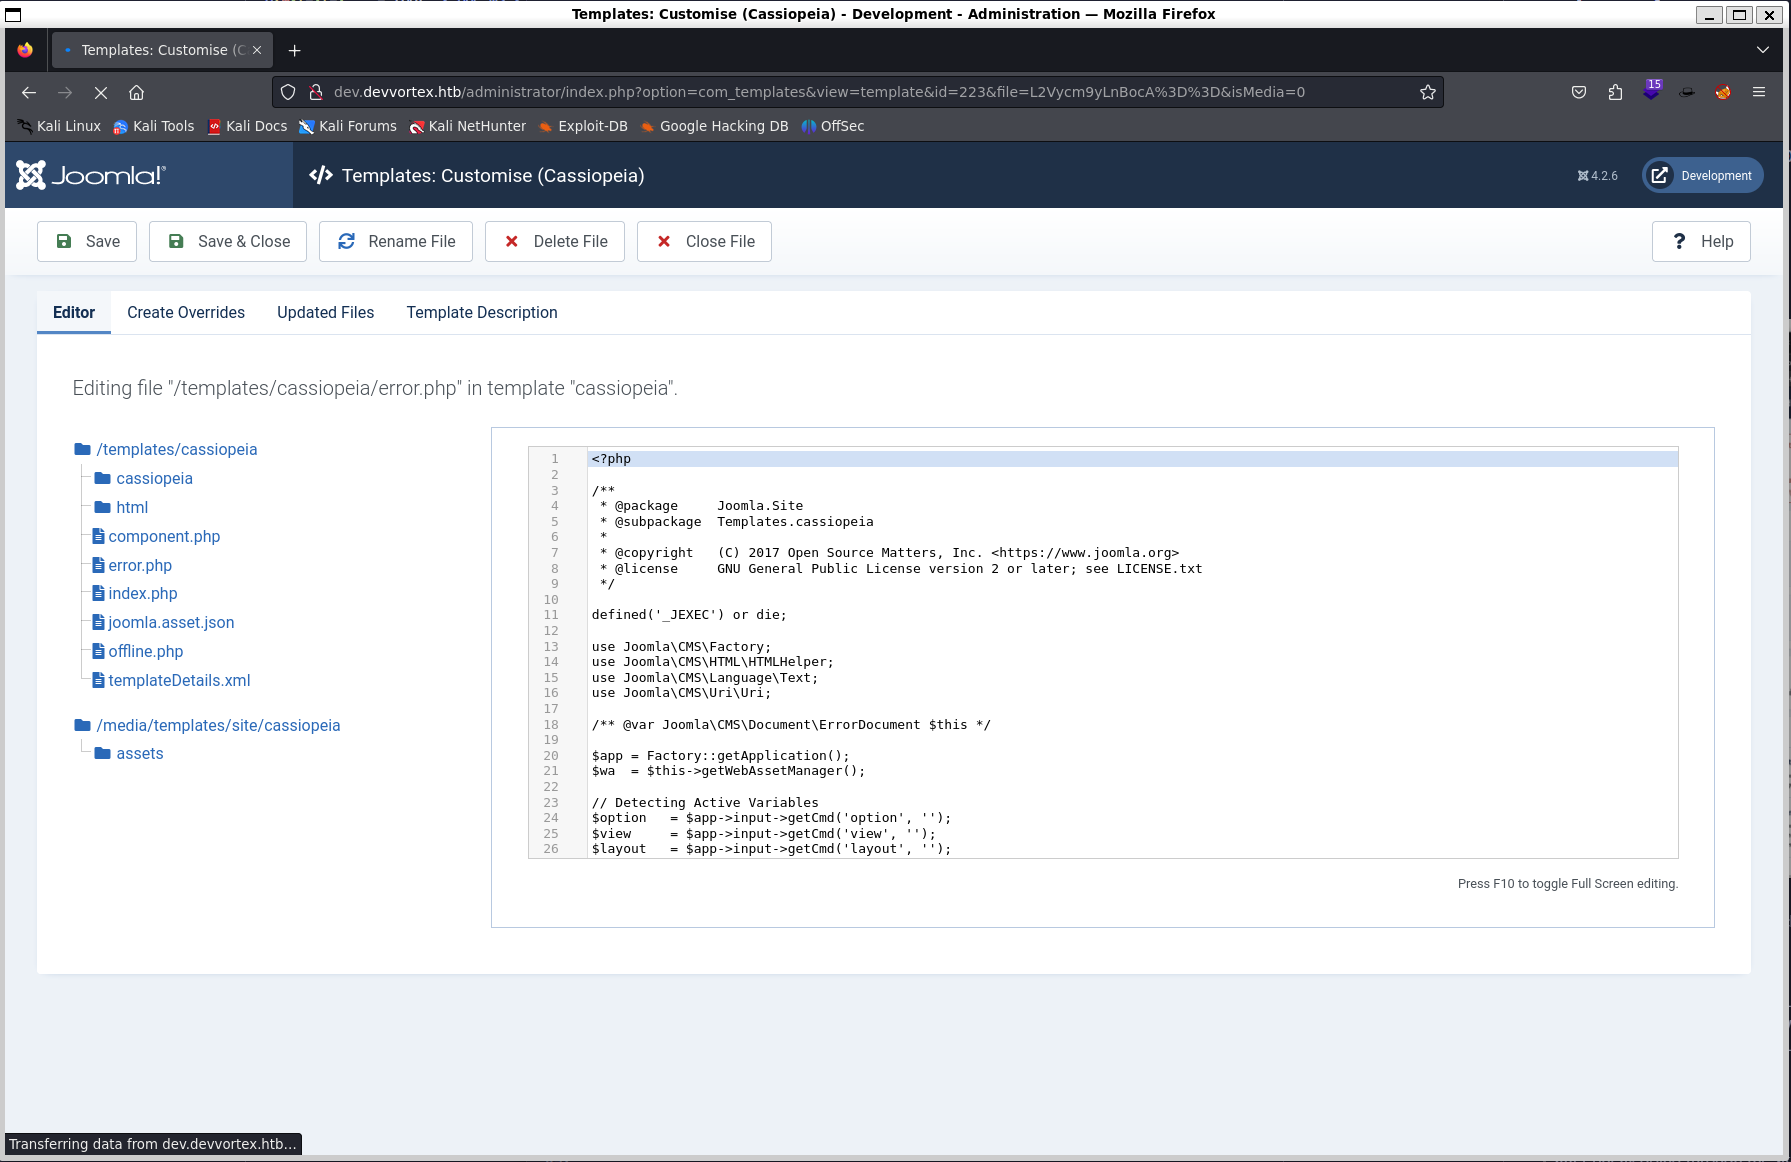 Templates: Customise (Cassiopeia) - Development - Administration — Mozilla Firefox
Templates: Customise (C
dev.devvortex.htb/administrator/index.php?option=com_templates&view=template&id=223&file=L2Vycm9yLnBocA%3D%3D&isMedia=0
15
Kali Linux Kali Tools Kali Docs Kali Forums Kali NetHunter Exploit-DB Google Hacking DB OffSec
Joomla!® Templates: Customise (Cassiopeia) 4.2.6 Development
Save Save & Close Rename File Delete File Close File Help
Editor Create Overrides Updated Files Template Description
Editing file "/templates/cassiopeia/error.php" in template "cassiopeia".
/templates/cassiopeia
cassiopeia
html
component.php
error.php
index.php
joomla.asset.json
offline.php
templateDetails.xml
/media/templates/site/cassiopeia
assets
1 <?php
2
3 /**
4  * @package     Joomla.Site
5  * @subpackage  Templates.cassiopeia
6  *
7  * @copyright   (C) 2017 Open Source Matters, Inc. <https://www.joomla.org>
8  * @license     GNU General Public License version 2 or later; see LICENSE.txt
9  */
10
11 defined('_JEXEC') or die;
12
13 use Joomla\CMS\Factory;
14 use Joomla\CMS\HTML\HTMLHelper;
15 use Joomla\CMS\Language\Text;
16 use Joomla\CMS\Uri\Uri;
17
18 /** @var Joomla\CMS\Document\ErrorDocument $this */
19
20 $app = Factory::getApplication();
21 $wa  = $this->getWebAssetManager();
22
23 // Detecting Active Variables
24 $option   = $app->input->getCmd('option', '');
25 $view     = $app->input->getCmd('view', '');
26 $layout   = $app->input->getCmd('layout', '');
Press F10 to toggle Full Screen editing.
Transferring data from dev.devvortex.htb...